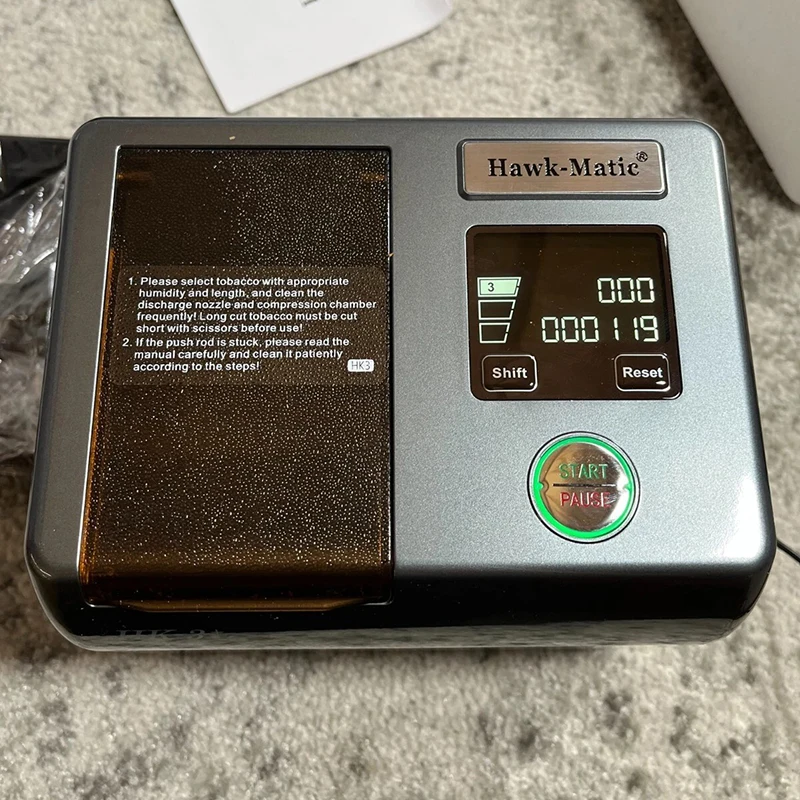 Hawk-Matic®
1. Please select tobacco with appropriate
humidity and length, and clean the
discharge nozzle and compression chamber
frequently! Long cut tobacco must be cut
short with scissors before use!
2. If the push rod is stuck, please read the
manual carefully and clean it patiently
according to the steps!
HK3
3
000
000119
Shift
Reset
START
PAUSE